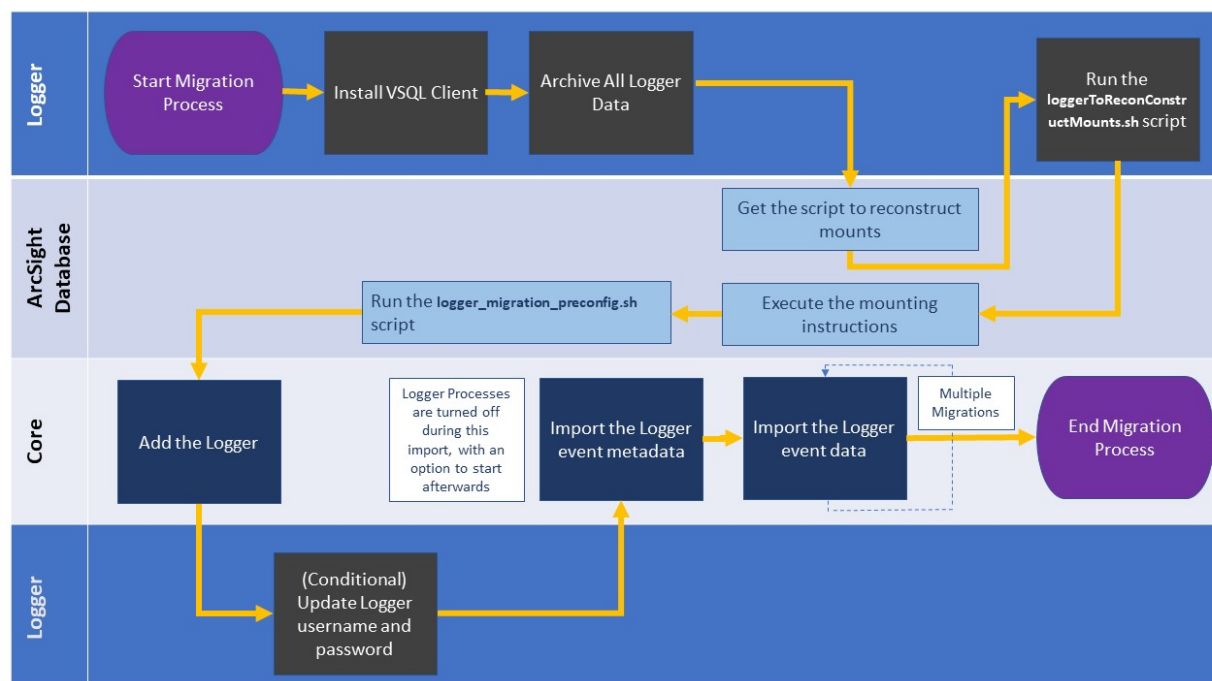 Logger
Start Migration
Process
Install VSQL Client
Archive All Logger
Data
Run the
loggerToReconConstr
uctMounts.sh script
ArcSight
Database
Get the script to reconstruct
mounts
Run the logger_migration_preconfig.sh
script
Execute the mounting
instructions
Core
Add the Logger
Logger Processes
are turned off
during this
import, with an
option to start
afterwards
Import the Logger
event metadata
Import the Logger
event data
Multiple
Migrations
End Migration
Process
Logger
(Conditional)
Update Logger
username and
password